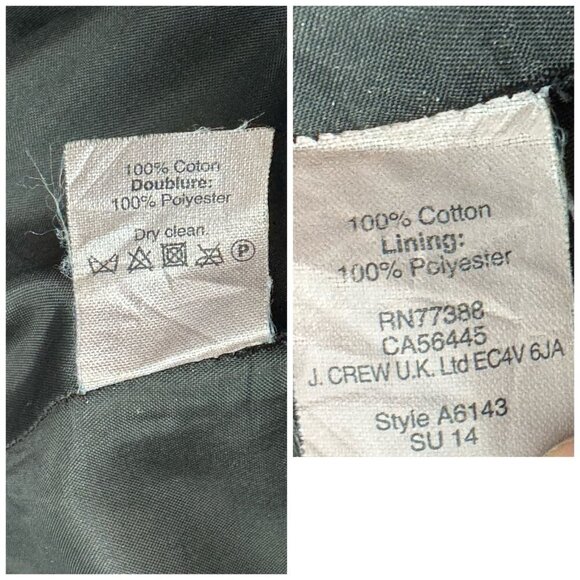 100% Coton
Doublure:
100% Polyester
Dry clean.
P
100% Cotton
Lining:
100% Polyester
RN77388
CA56445
J. CREW U.K. Ltd EC4V 6JA
Style A6143
SU 14